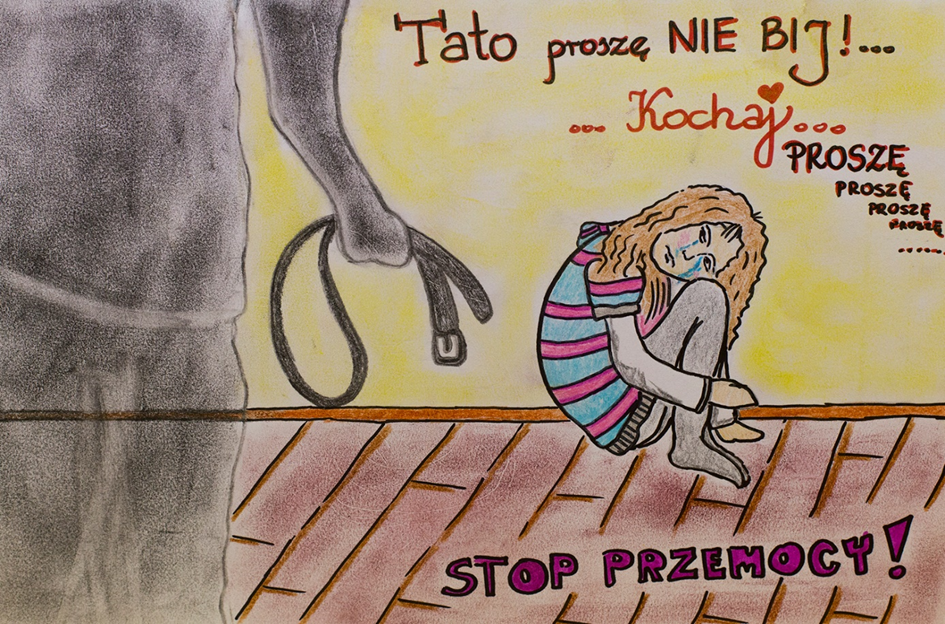 Tato proszę NIE BIJ!...
... Kochaj...
PROSZĘ
PROSZĘ
PROSZĘ
PROSZĘ
......
STOP PRZEMOCY!